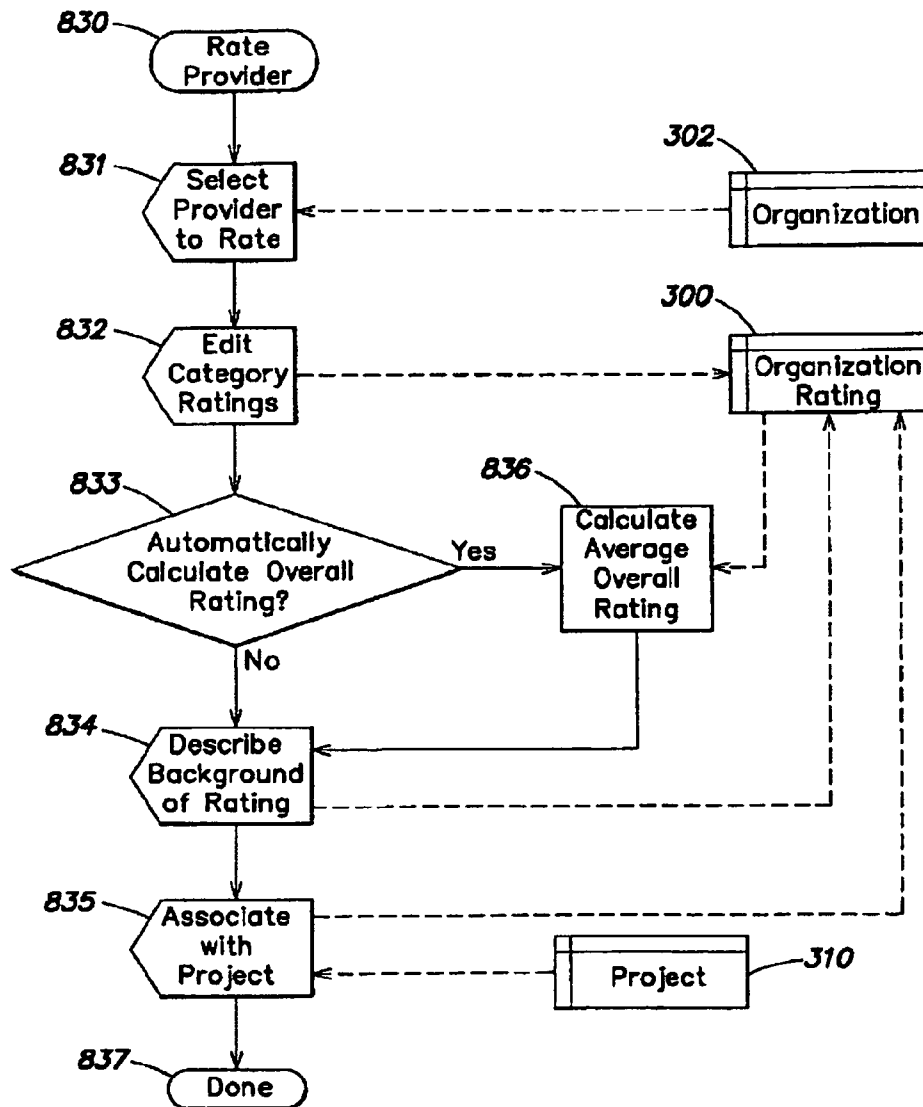 830
Rate
Provider
831
Select
Provider
to Rate
302
Organization
832
Edit
Category
Ratings
300
Organization
Rating
833
Automatically
Calculate Overall
Rating?
Yes
No
836
Calculate
Average
Overall
Rating
834
Describe
Background
of Rating
835
Associate
with
Project
Project
310
837
Done